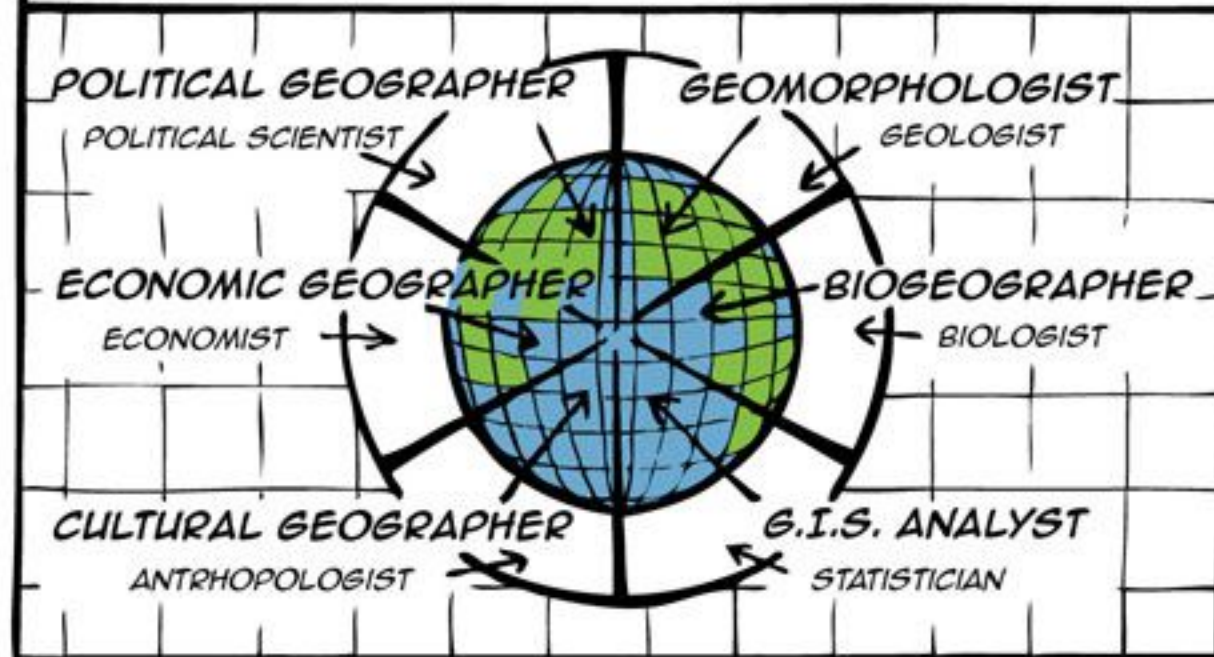 POLITICAL GEOGRAPHER
POLITICAL SCIENTIST
GEOMORPHOLOGIST
GEOLOGIST
ECONOMIC GEOGRAPHER
ECONOMIST
BIOGEOGRAPHER
BIOLOGIST
CULTURAL GEOGRAPHER
ANTRHOPOLOGIST
G.I.S. ANALYST
STATISTICIAN